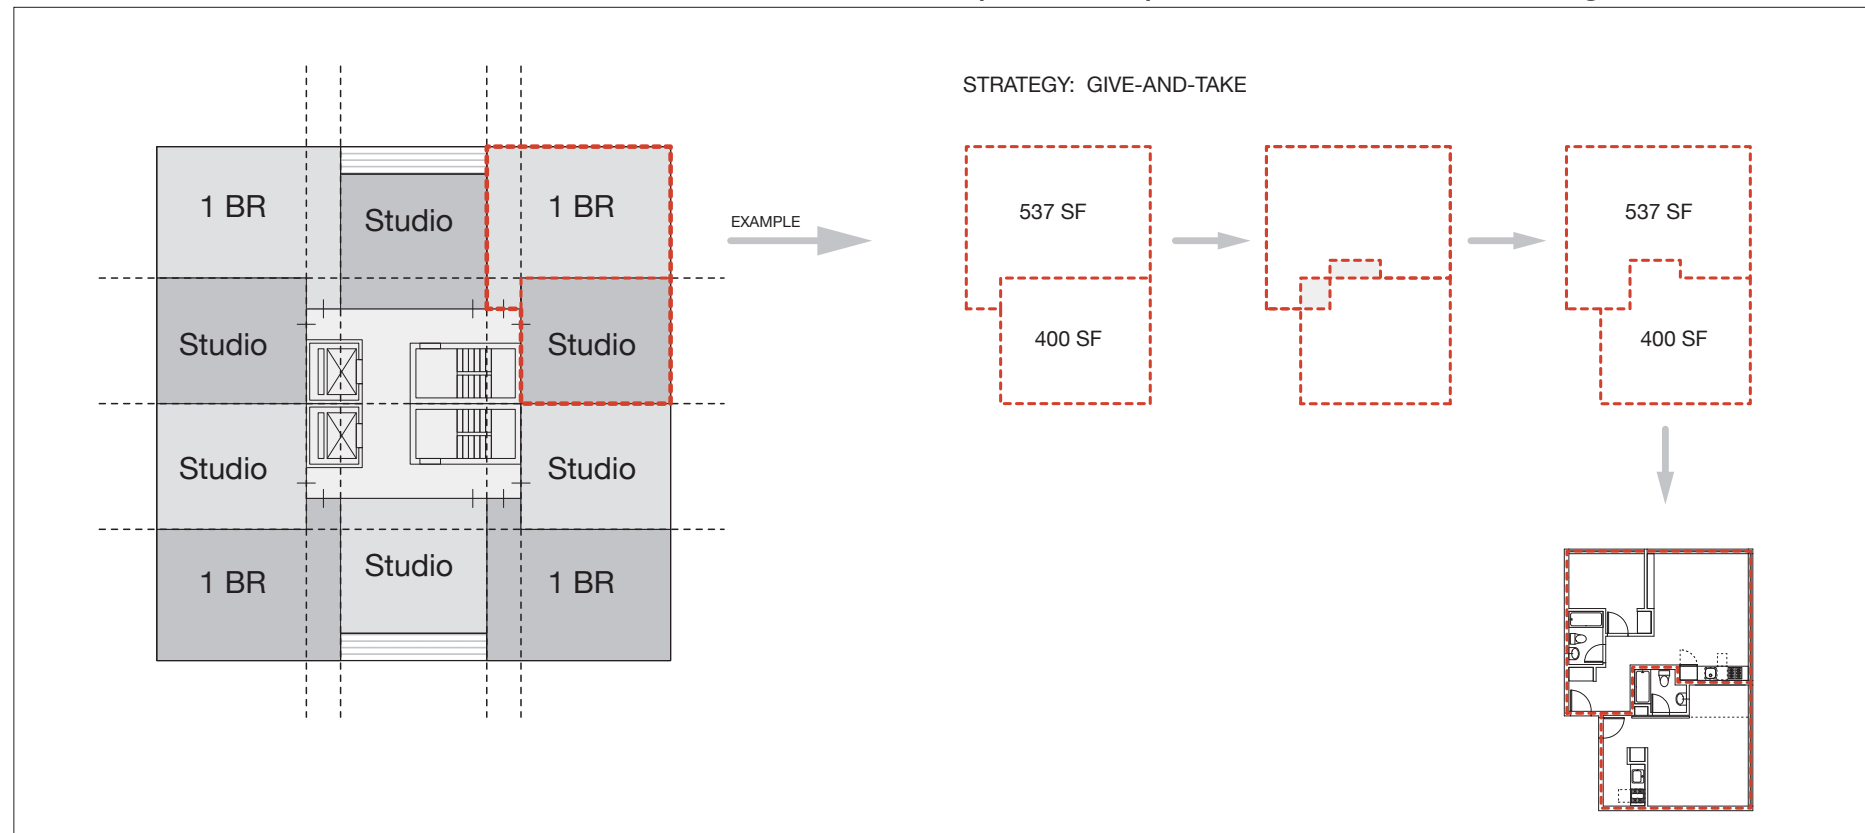 STRATEGY: GIVE-AND-TAKE
1 BR
Studio
1 BR
EXAMPLE
537 SF
537 SF
Studio
Studio
400 SF
400 SF
Studio
Studio
1 BR
Studio
1 BR